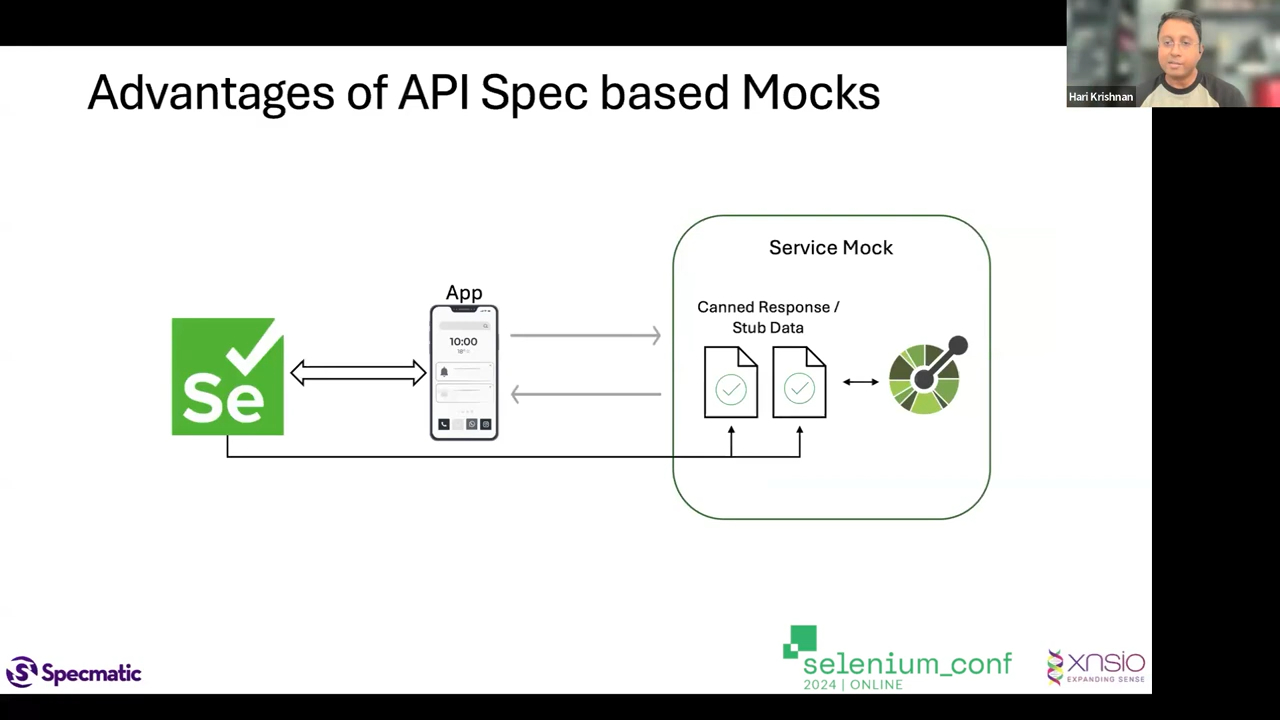 Advantages of API Spec based Mocks
Hari Krishnan
Service Mock
App
Canned Response /
Stub Data
10:00
Se
Specmatic
selenium_conf
2024 | ONLINE
xnsio
EXPANDING SENSE